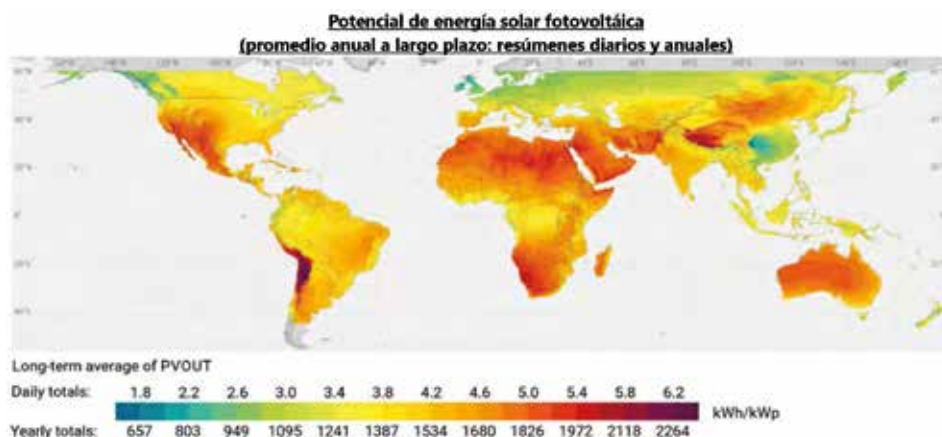 Potencial de energía solar fotovoltáica
(promedio anual a largo plazo: resúmenes diarios y anuales)
Long-term average of PVOUT
Daily totals: 1.8 2.2 2.6 3.0 3.4 3.8 4.2 4.6 5.0 5.4 5.8 6.2
kWh/kWp
Yearly totals: 657 803 949 1095 1241 1387 1534 1680 1826 1972 2118 2264